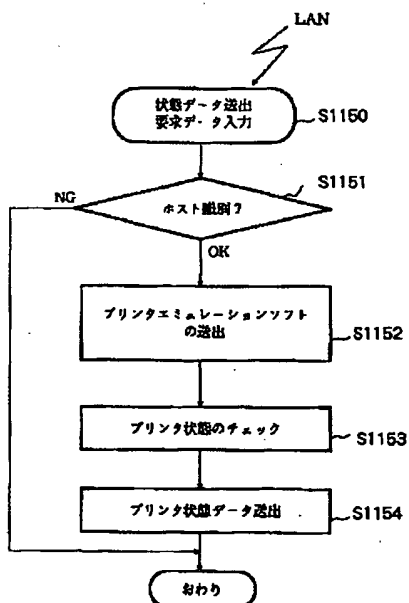 LAN
状態データ送出
要求データ入力
S1150
S1151
NG
ホスト識別?
OK
プリンタエミュレーションソフト
の送出
S1152
プリンタ状態のチェック
S1153
プリンタ状態データ送出
S1154
おわり